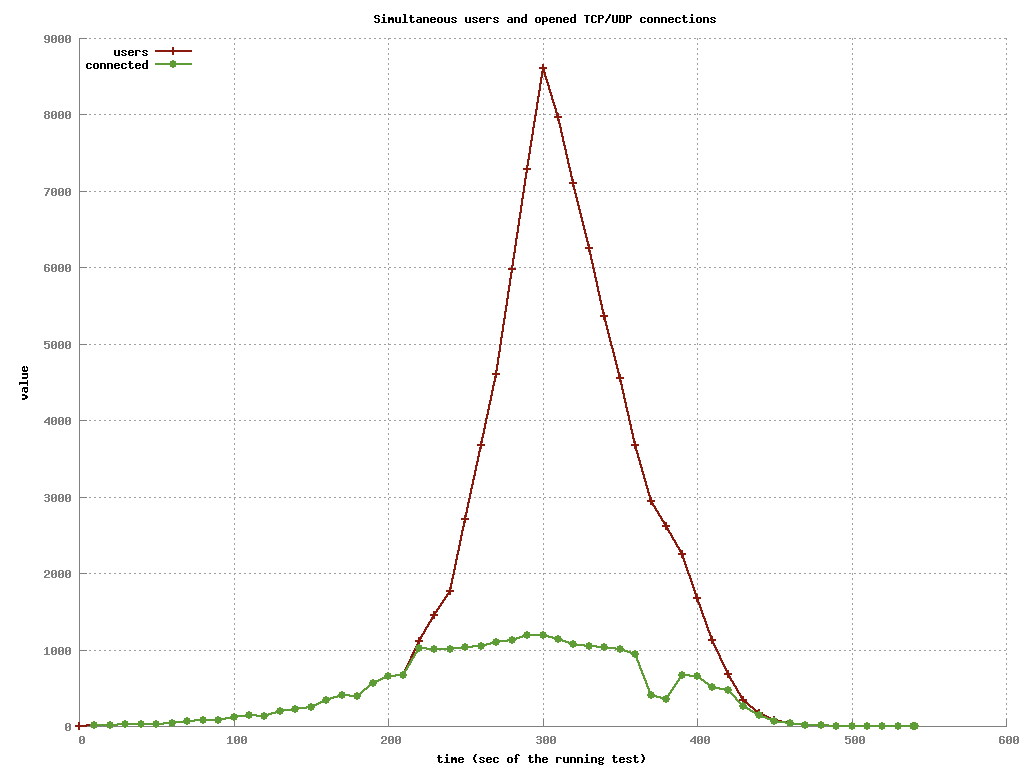 Simultaneous users and opened TCP/UDP connections
users
connected
9000
8000
7000
6000
5000
4000
3000
2000
1000
0
value
0 100 200 300 400 500 600
time (sec of the running test)